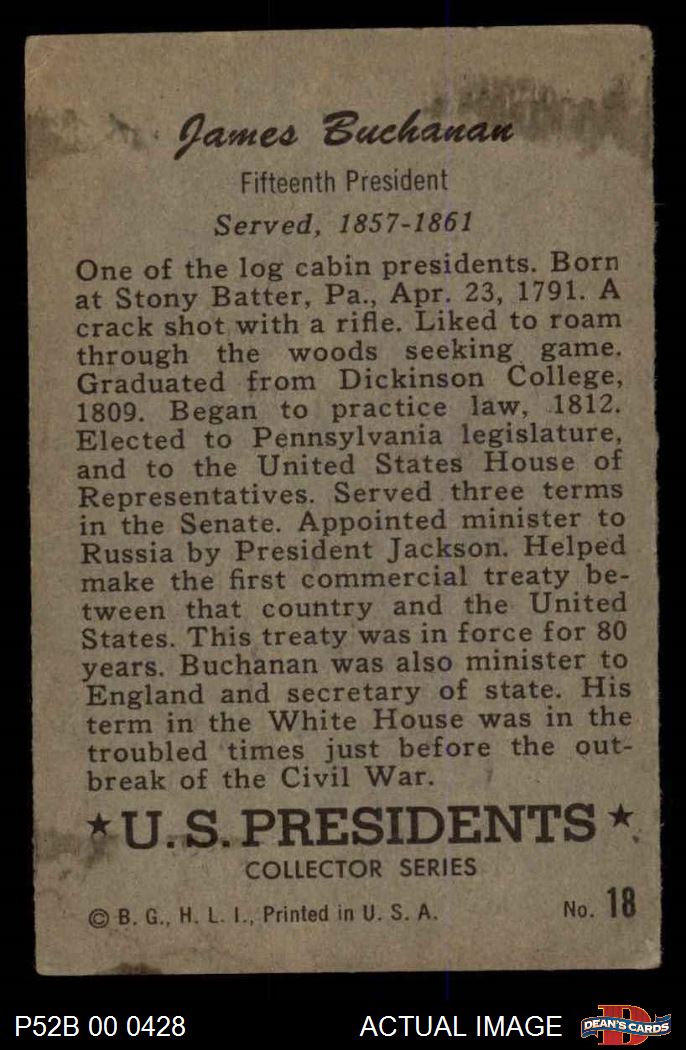 James Buchanan
Fifteenth President
Served, 1857-1861
One of the log cabin presidents. Born
at Stony Batter, Pa., Apr. 23, 1791. A
crack shot with a rifle. Liked to roam
through the woods seeking game.
Graduated from Dickinson College,
1809. Began to practice law, 1812.
Elected to Pennsylvania legislature,
and to the United States House of
Representatives. Served three terms
in the Senate. Appointed minister to
Russia by President Jackson. Helped
make the first commercial treaty be-
tween that country and the United
States. This treaty was in force for 80
years. Buchanan was also minister to
England and secretary of state. His
term in the White House was in the
troubled times just before the out-
break of the Civil War.
★ U.S. PRESIDENTS ★
COLLECTOR SERIES
© B. G., H. L. I., Printed in U. S. A.
No. 18
P52B 00 0428
ACTUAL IMAGE
D
DEAN'S CARDS